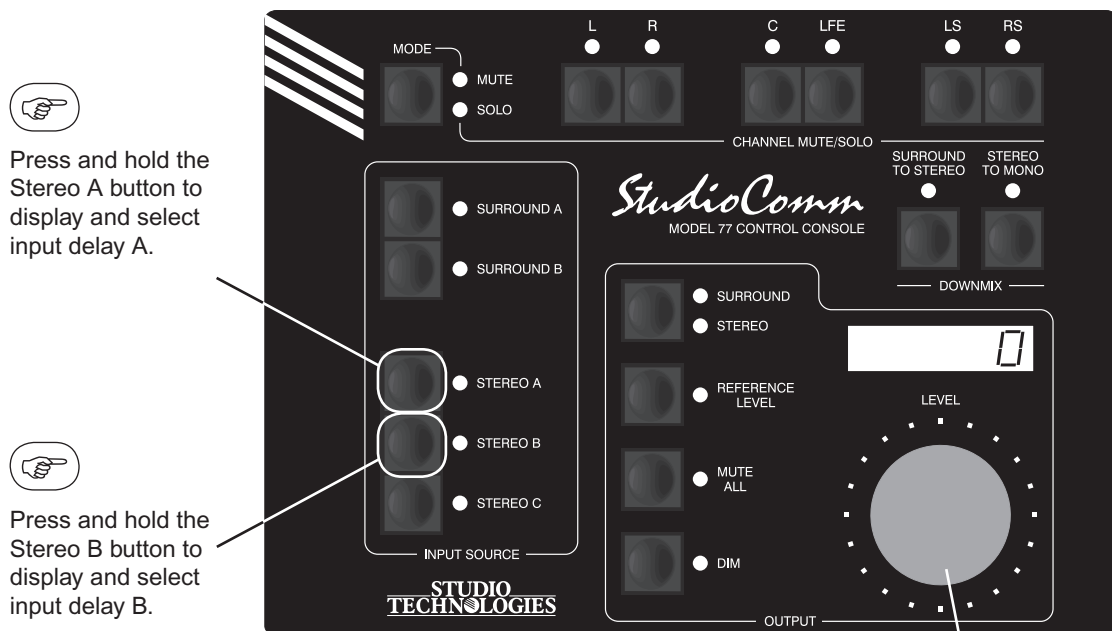 Press and hold the
Stereo A button to
display and select
input delay A.
Press and hold the
Stereo B button to
display and select
input delay B.
MODE
MUTE
SOLO
L R C LFE LS RS
CHANNEL MUTE/SOLO
SURROUND A
SURROUND B
STEREO A
STEREO B
STEREO C
INPUT SOURCE
STUDIO
TECHNOLOGIES
StudioComm
MODEL 77 CONTROL CONSOLE
SURROUND
TO STEREO
STEREO
TO MONO
DOWNMIX
SURROUND
STEREO
REFERENCE
LEVEL
MUTE
ALL
DIM
0
LEVEL
OUTPUT